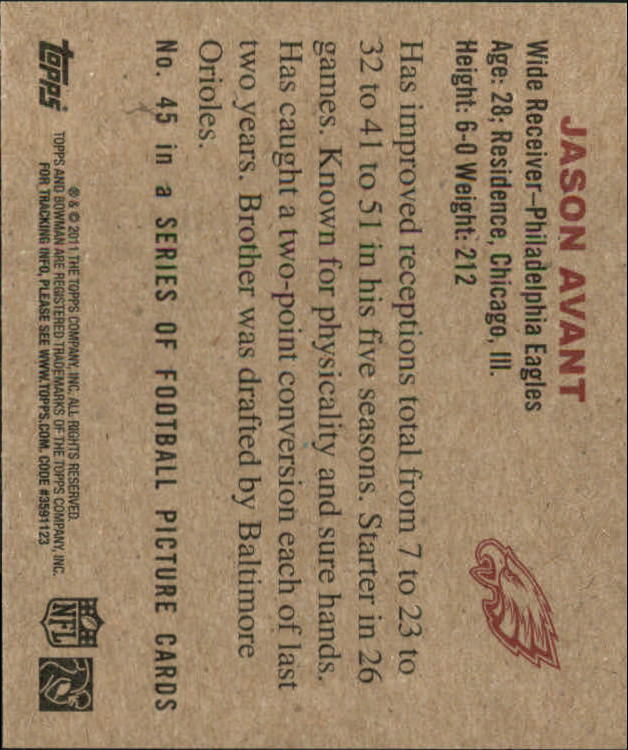 JASON AVANT
Wide Receiver–Philadelphia Eagles
Age: 28; Residence, Chicago, Ill.
Height: 6-0 Weight: 212
Has improved receptions total from 7 to 23 to
32 to 41 to 51 in his five seasons. Starter in 26
games. Known for physicality and sure hands.
Has caught a two-point conversion each of last
two years. Brother was drafted by Baltimore
Orioles.
No. 45 in a SERIES OF FOOTBALL PICTURE CARDS
topps
® & © 2011 THE TOPPS COMPANY, INC. ALL RIGHTS RESERVED.
TOPPS AND BOWMAN ARE REGISTERED TRADEMARKS OF THE TOPPS COMPANY, INC.
FOR TRACKING INFO, PLEASE SEE WWW.TOPPS.COM. CODE #3591123
NFL